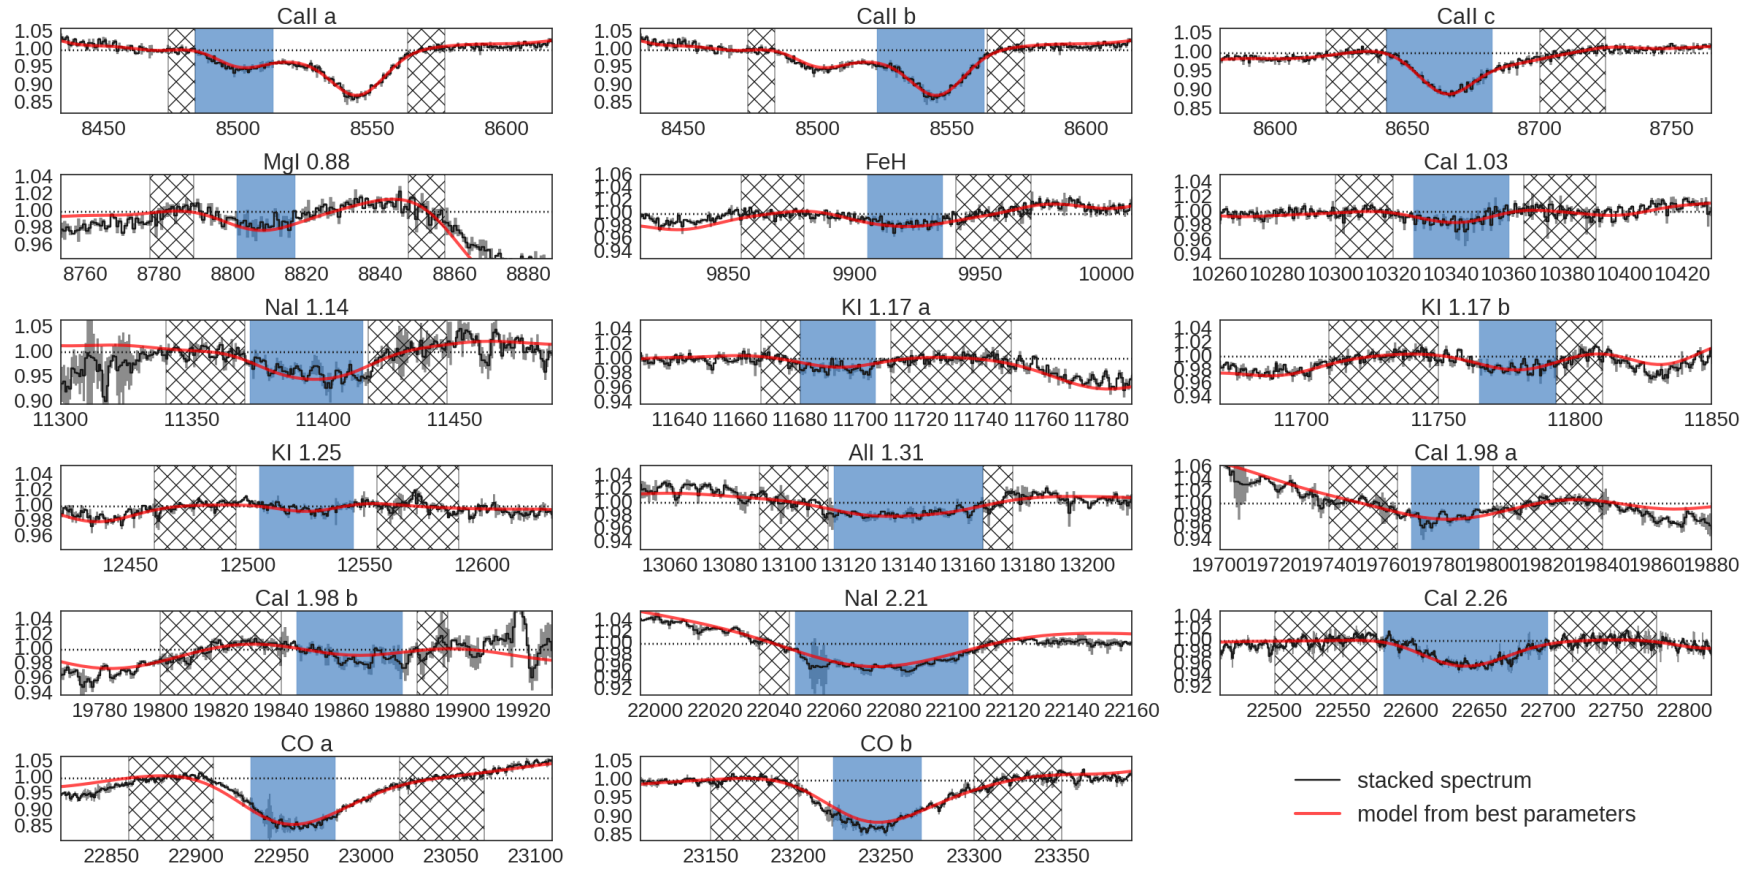 CaII a
1.05
1.00
0.95
0.90
0.85
8450 8500 8550 8600
CaII b
1.05
1.00
0.95
0.90
0.85
8450 8500 8550 8600
CaII c
1.05
1.00
0.95
0.90
0.85
8600 8650 8700 8750
MgI 0.88
1.04
1.02
1.00
0.98
0.96
8760 8780 8800 8820 8840 8860 8880
FeH
1.06
1.04
1.02
1.00
0.98
0.96
0.94
9850 9900 9950 10000
CaI 1.03
1.04
1.02
1.00
0.98
0.96
0.94
10260 10280 10300 10320 10340 10360 10380 10400 10420
NaI 1.14
1.05
1.00
0.95
0.90
11300 11350 11400 11450
KI 1.17 a
1.04
1.02
1.00
0.98
0.96
0.94
11640 11660 11680 11700 11720 11740 11760 11780
KI 1.17 b
1.04
1.02
1.00
0.98
0.96
0.94
11700 11750 11800 11850
KI 1.25
1.04
1.02
1.00
0.98
0.96
12450 12500 12550 12600
AlI 1.31
1.04
1.02
1.00
0.98
0.96
0.94
13060 13080 13100 13120 13140 13160 13180 13200
CaI 1.98 a
1.06
1.04
1.02
1.00
0.98
0.96
0.94
19700 19720 19740 19760 19780 19800 19820 19840 19860 19880
CaI 1.98 b
1.04
1.02
1.00
0.98
0.96
0.94
19780 19800 19820 19840 19860 19880 19900 19920
NaI 2.21
1.04
1.02
1.00
0.98
0.96
0.94
0.92
22000 22020 22040 22060 22080 22100 22120 22140 22160
CaI 2.26
1.04
1.02
1.00
0.98
0.96
0.94
0.92
22500 22550 22600 22650 22700 22750 22800
CO a
1.05
1.00
0.95
0.90
0.85
22850 22900 22950 23000 23050 23100
CO b
1.05
1.00
0.95
0.90
0.85
23150 23200 23250 23300 23350
stacked spectrum
model from best parameters